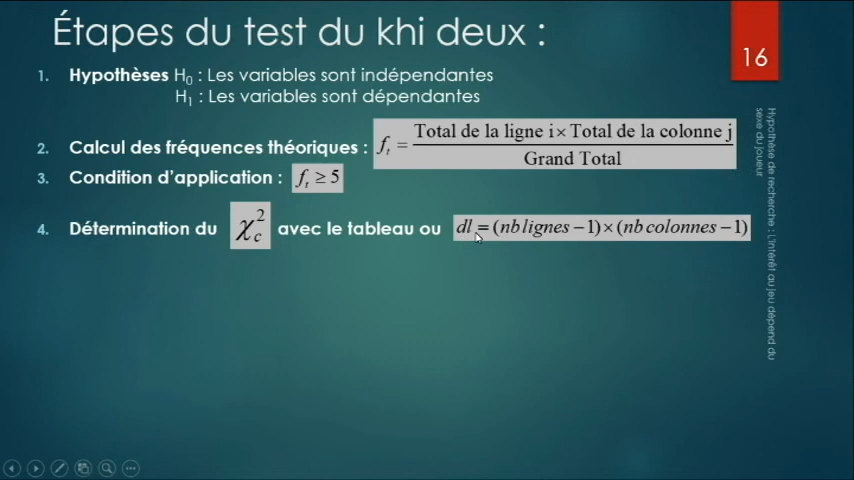 Étapes du test du khi deux :
16
1. Hypothèses H₀ : Les variables sont indépendantes
H₁ : Les variables sont dépendantes
2. Calcul des fréquences théoriques : fₜ = Total de la ligne i × Total de la colonne j / Grand Total
3. Condition d'application : fₜ ≥ 5
4. Détermination du χ²c avec le tableau ou dl = (nb lignes − 1) × (nb colonnes − 1)
Hypothèse de recherche : L'intérêt au jeu dépend du
sexe du joueur